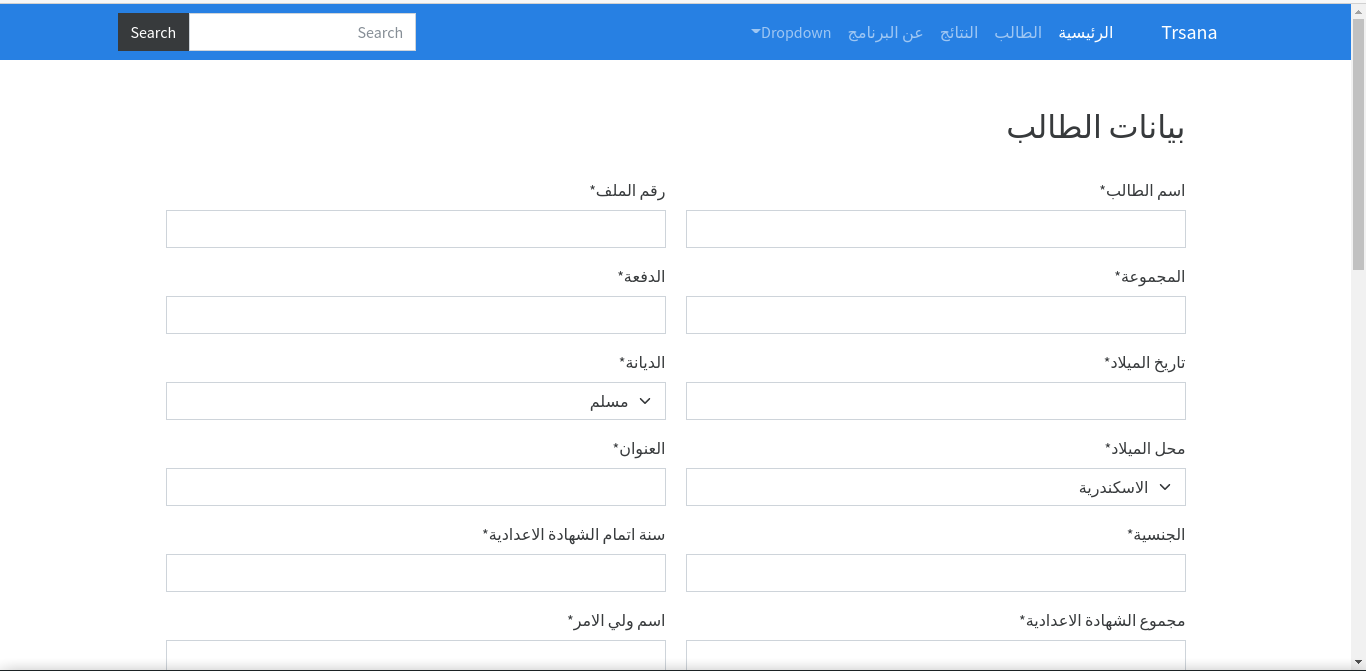 Trsana
الرئيسية
الطالب
النتائج
عن البرنامج
Dropdown
Search
Search
بيانات الطالب
اسم الطالب*
رقم الملف*
المجموعة*
الدفعة*
تاريخ الميلاد*
الديانة*
مسلم
محل الميلاد*
العنوان*
الاسكندرية
الجنسية*
سنة اتمام الشهادة الاعدادية*
مجموع الشهادة الاعدادية*
اسم ولي الامر*